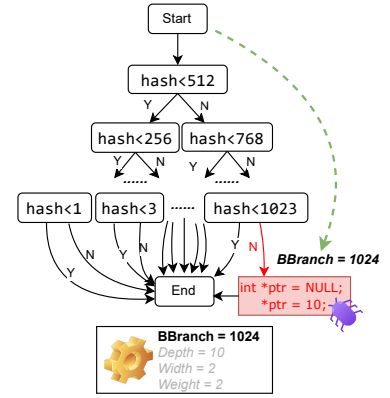 Start
hash<512
Y N
hash<256 hash<768
Y N Y N
...... ......
hash<1 hash<3 ...... hash<1023
Y N Y N Y N
BBranch = 1024
End
int *ptr = NULL;
*ptr = 10;
BBranch = 1024
Depth = 10
Width = 2
Weight = 2